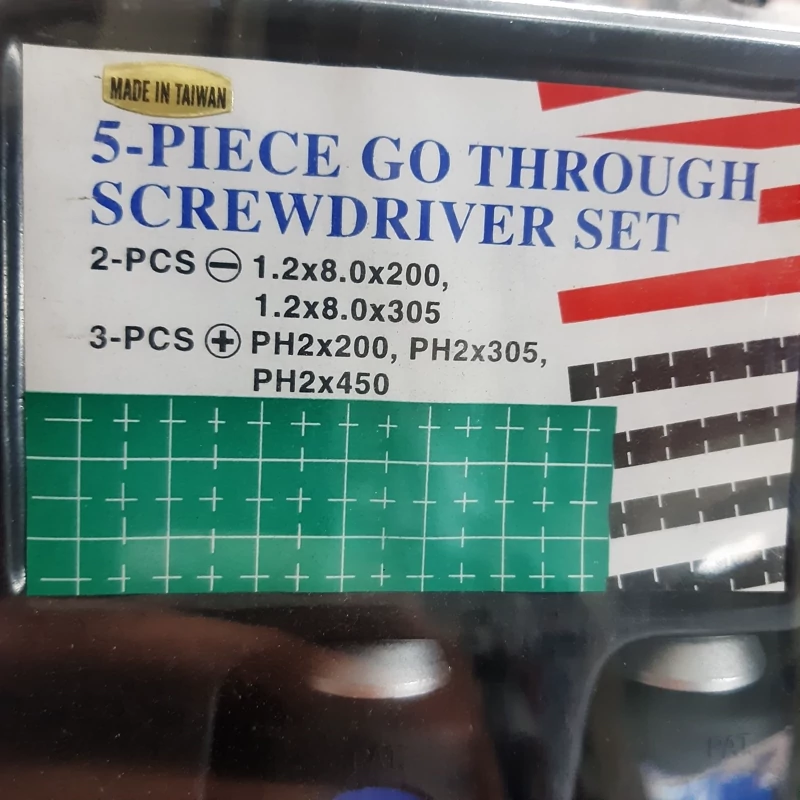 MADE IN TAIWAN
5-PIECE GO THROUGH
SCREWDRIVER SET
2-PCS ⊖ 1.2x8.0x200,
1.2x8.0x305
3-PCS ⊕ PH2x200, PH2x305,
PH2x450
PAT.